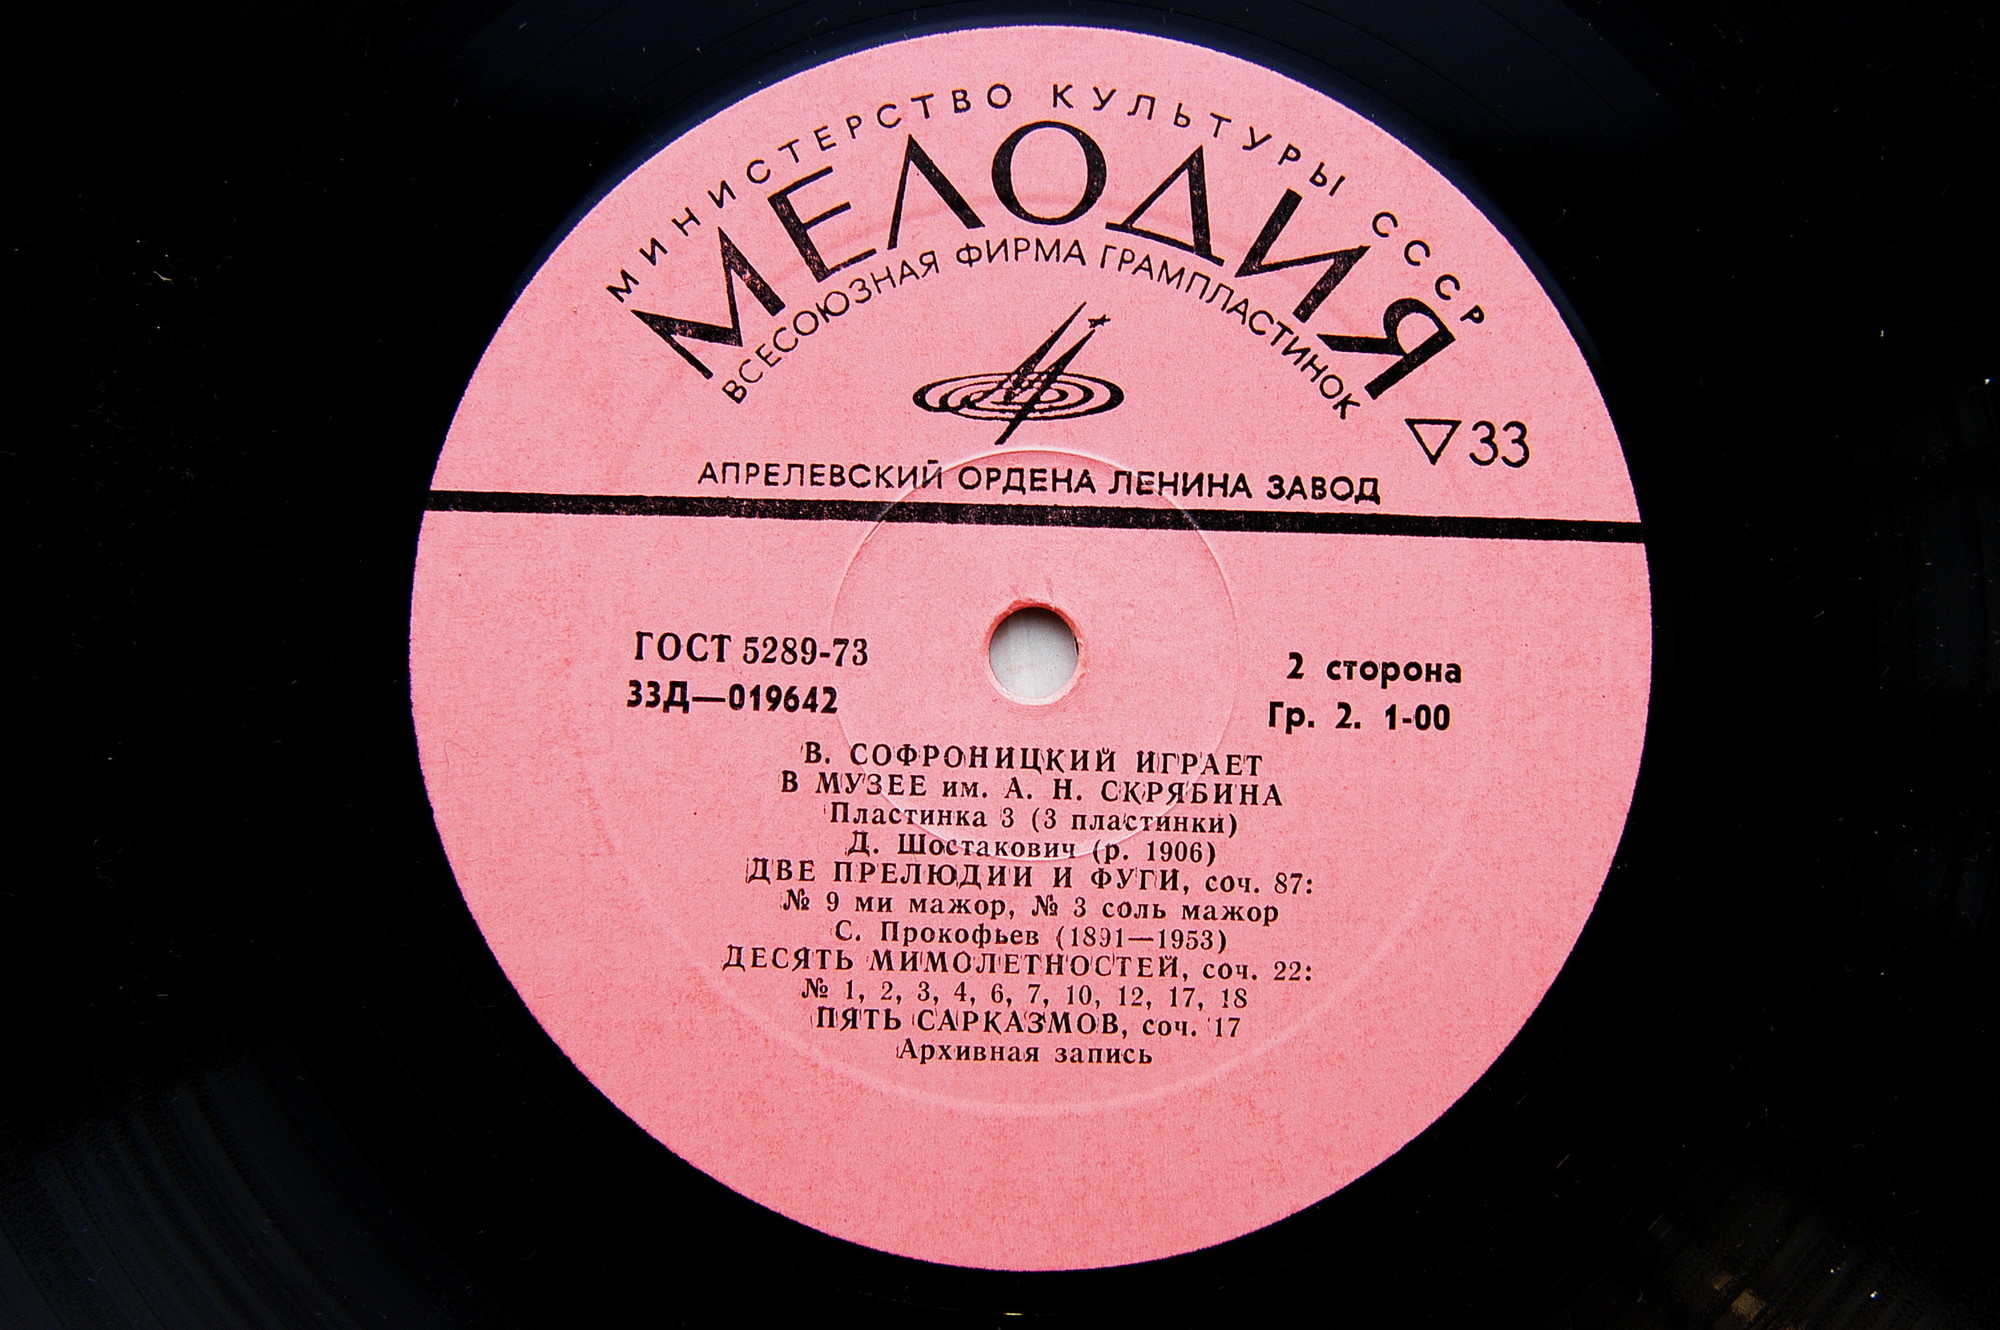 МИНИСТЕРСТВО КУЛЬТУРЫ СССР
МЕЛОДИЯ
ВСЕСОЮЗНАЯ ФИРМА ГРАМПЛАСТИНОК
33
АПРЕЛЕВСКИЙ ОРДЕНА ЛЕНИНА ЗАВОД
ГОСТ 5289-73
33Д—019642
2 сторона
Гр. 2. 1-00
В. СОФРОНИЦКИЙ ИГРАЕТ
В МУЗЕЕ им. А. Н. СКРЯБИНА
Пластинка 3 (3 пластинки)
Д. Шостакович (р. 1906)
ДВЕ ПРЕЛЮДИИ И ФУГИ, соч. 87:
№ 9 ми мажор, № 3 соль мажор
С. Прокофьев (1891—1953)
ДЕСЯТЬ МИМОЛЕТНОСТЕЙ, соч. 22:
№ 1, 2, 3, 4, 6, 7, 10, 12, 17, 18
ПЯТЬ САРКАЗМОВ, соч. 17
Архивная запись